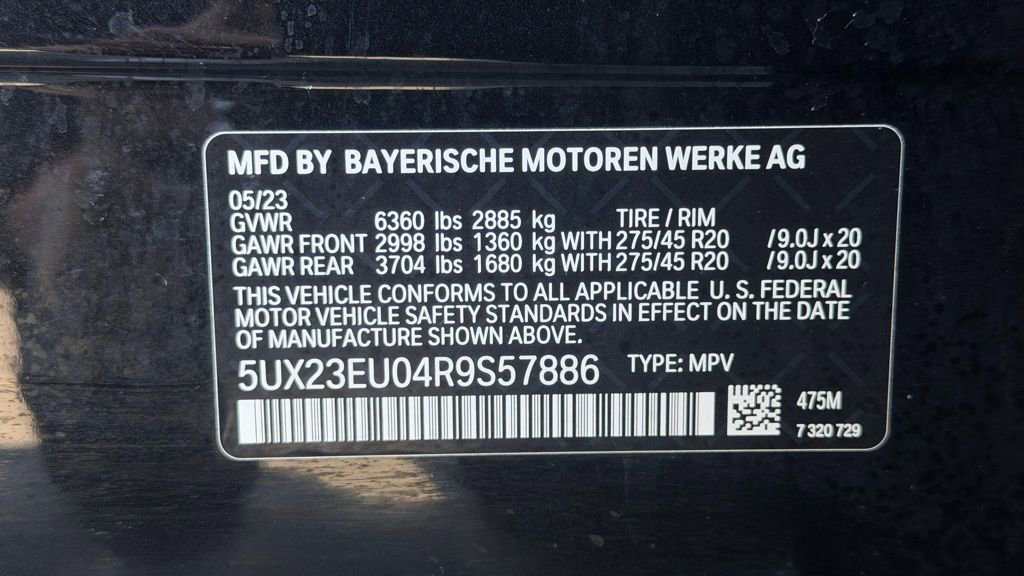 MFD BY BAYERISCHE MOTOREN WERKE AG
05/23
GVWR 6360 lbs 2885 kg TIRE / RIM
GAWR FRONT 2998 lbs 1360 kg WITH 275/45 R20 /9.0J x 20
GAWR REAR 3704 lbs 1680 kg WITH 275/45 R20 /9.0J x 20
THIS VEHICLE CONFORMS TO ALL APPLICABLE U. S. FEDERAL
MOTOR VEHICLE SAFETY STANDARDS IN EFFECT ON THE DATE
OF MANUFACTURE SHOWN ABOVE.
5UX23EU04R9S57886 TYPE: MPV
475M
7 320 729